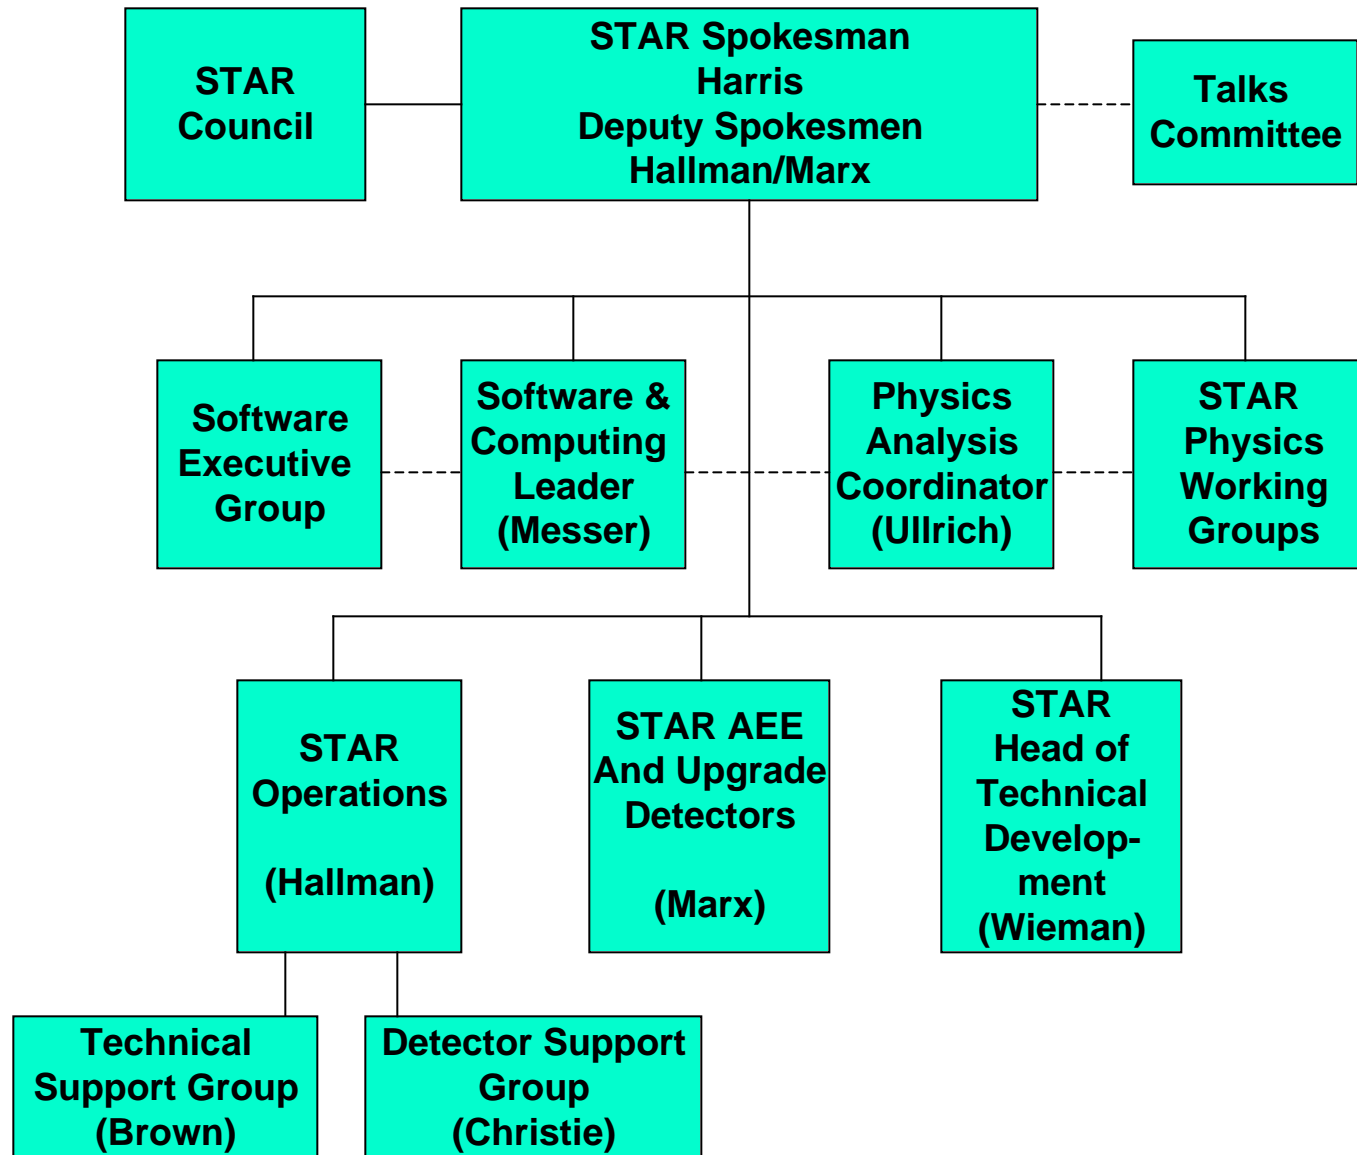 STAR
Council
STAR Spokesman
Harris
Deputy Spokesmen
Hallman/Marx
Talks
Committee
Software
Executive
Group
Software &
Computing
Leader
(Messer)
Physics
Analysis
Coordinator
(Ullrich)
STAR
Physics
Working
Groups
STAR
Operations
(Hallman)
STAR AEE
And Upgrade
Detectors
(Marx)
STAR
Head of
Technical
Develop-
ment
(Wieman)
Technical
Support Group
(Brown)
Detector Support
Group
(Christie)